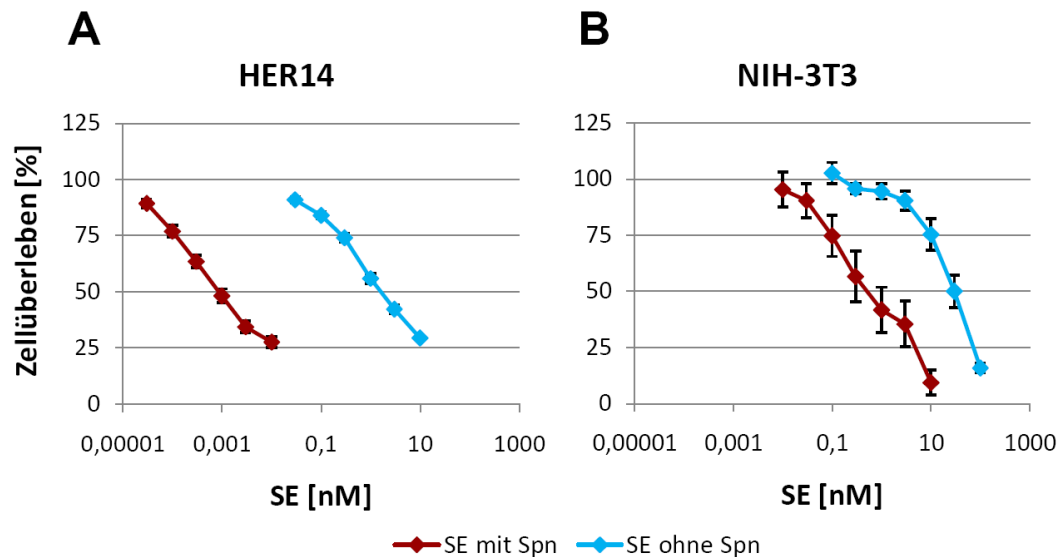 A
HER14
Zellüberleben [%]
125
100
75
50
25
0
0,00001 0,001 0,1 10 1000
SE [nM]
B
NIH-3T3
125
100
75
50
25
0
0,00001 0,001 0,1 10 1000
SE [nM]
SE mit Spn SE ohne Spn